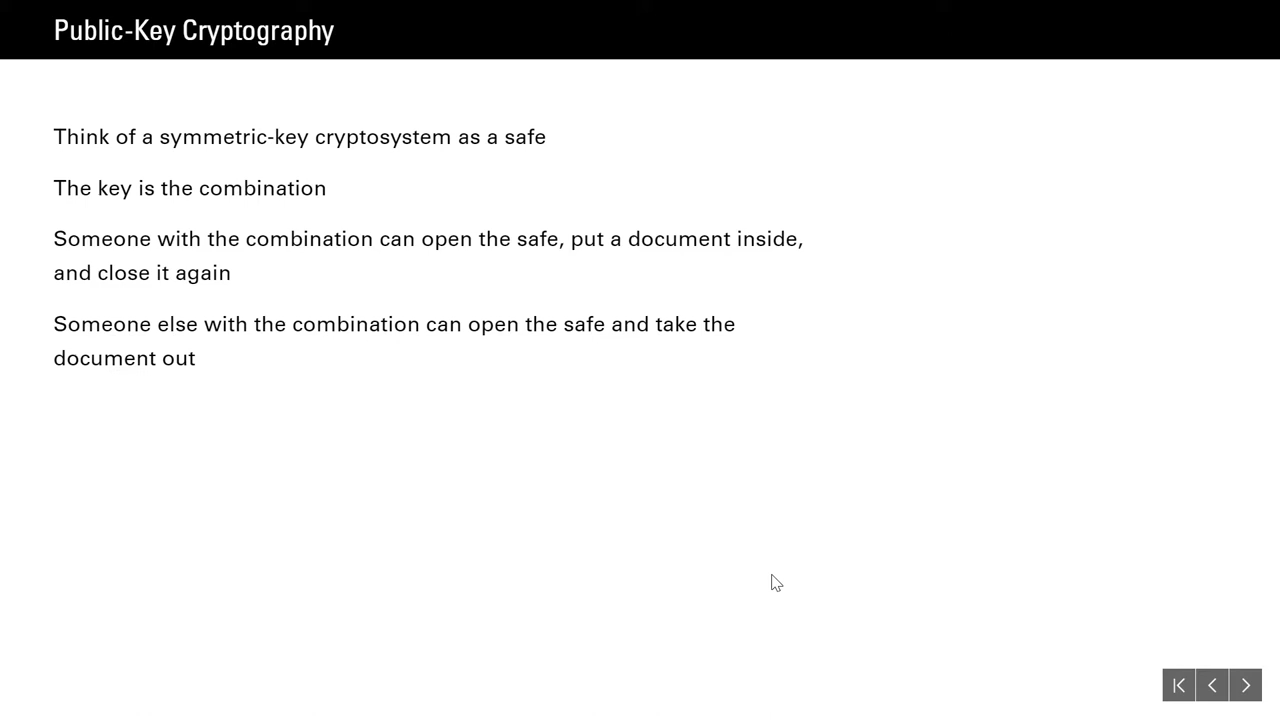 Public-Key Cryptography
Think of a symmetric-key cryptosystem as a safe
The key is the combination
Someone with the combination can open the safe, put a document inside,
and close it again
Someone else with the combination can open the safe and take the
document out